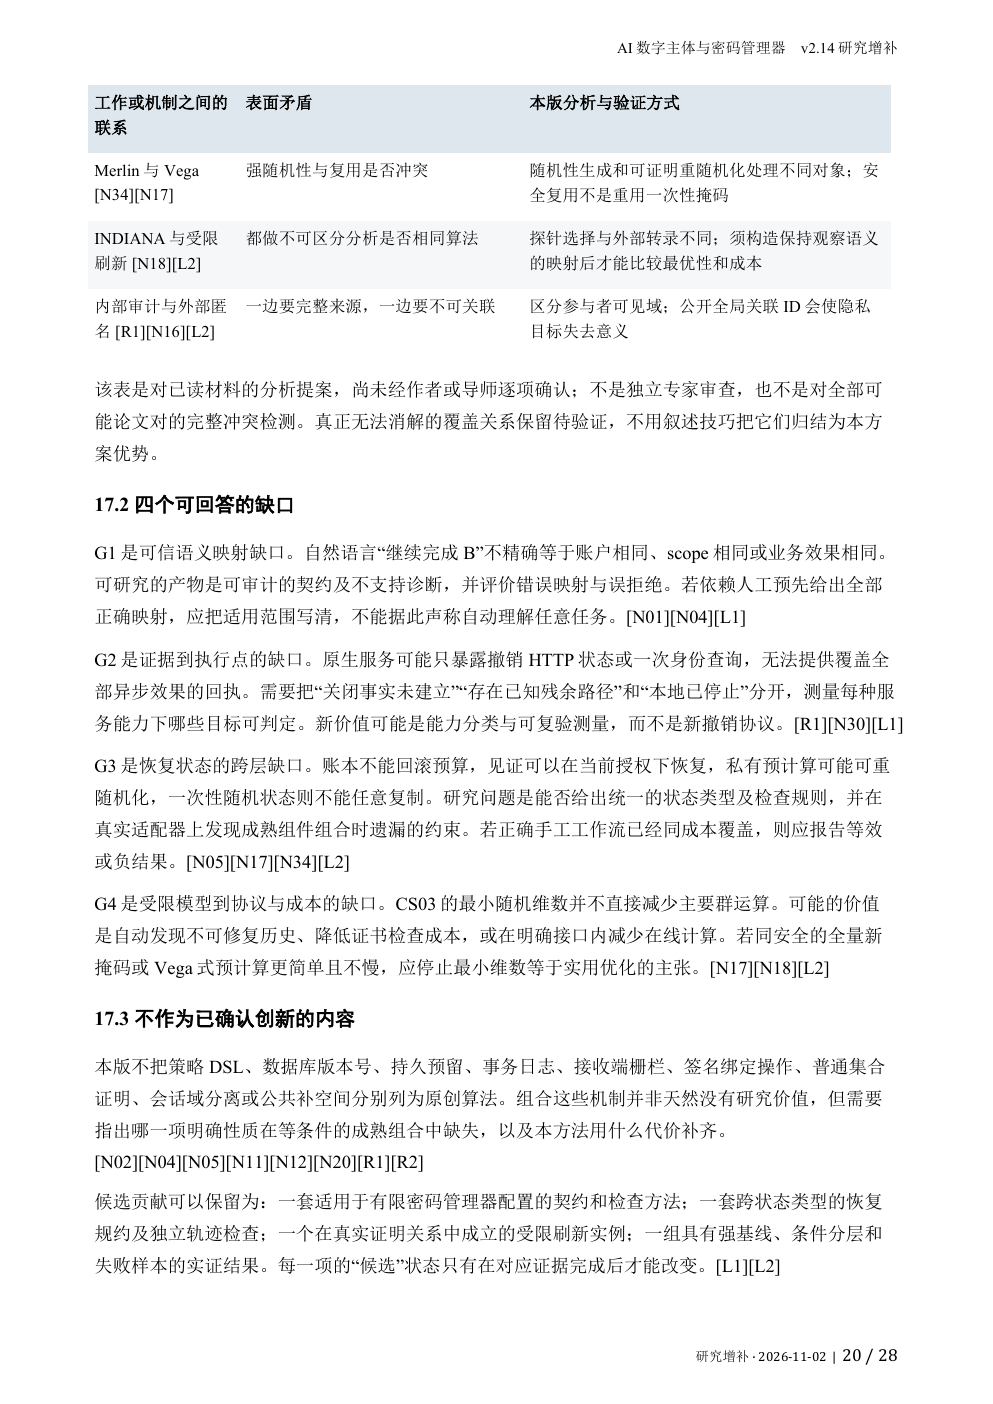 AI 数字主体与密码管理器 v2.14 研究增补
工作或机制之间的联系 表面矛盾 本版分析与验证方式
Merlin 与 Vega [N34][N17] 强随机性与复用是否冲突 随机性生成和可证明重随机化处理不同对象；安全复用不是重用一次性掩码
INDIANA 与受限刷新 [N18][L2] 都做不可区分分析是否相同算法 探针选择与外部转录不同；须构造保持观察语义的映射后才能比较最优性和成本
内部审计与外部匿名 [R1][N16][L2] 一边要完整来源，一边要不可关联 区分参与者可见域；公开全局关联 ID 会使隐私目标失去意义
该表是对已读材料的分析提案，尚未经作者或导师逐项确认；不是独立专家审查，也不是对全部可
能论文对的完整冲突检测。真正无法消解的覆盖关系保留待验证，不用叙述技巧把它们归结为本方
案优势。
17.2 四个可回答的缺口
G1 是可信语义映射缺口。自然语言“继续完成 B”不精确等于账户相同、scope 相同或业务效果相同。
可研究的产物是可审计的契约及不支持诊断，并评价错误映射与误拒绝。若依赖人工预先给出全部
正确映射，应把适用范围写清，不能据此声称自动理解任意任务。[N01][N04][L1]
G2 是证据到执行点的缺口。原生服务可能只暴露撤销 HTTP 状态或一次身份查询，无法提供覆盖全
部异步效果的回执。需要把“关闭事实未建立”“存在已知残余路径”和“本地已停止”分开，测量每种服
务能力下哪些目标可判定。新价值可能是能力分类与可复验测量，而不是新撤销协议。[R1][N30][L1]
G3 是恢复状态的跨层缺口。账本不能回滚预算，见证可以在当前授权下恢复，私有预计算可能可重
随机化，一次性随机状态则不能任意复制。研究问题是能否给出统一的状态类型及检查规则，并在
真实适配器上发现成熟组件组合时遗漏的约束。若正确手工工作流已经同成本覆盖，则应报告等效
或负结果。[N05][N17][N34][L2]
G4 是受限模型到协议与成本的缺口。CS03 的最小随机维数并不直接减少主要群运算。可能的价值
是自动发现不可修复历史、降低证书检查成本，或在明确接口内减少在线计算。若同安全的全量新
掩码或 Vega 式预计算更简单且不慢，应停止最小维数等于实用优化的主张。[N17][N18][L2]
17.3 不作为已确认创新的内容
本版不把策略 DSL、数据库版本号、持久预留、事务日志、接收端栅栏、签名绑定操作、普通集合
证明、会话域分离或公共补空间分别列为原创算法。组合这些机制并非天然没有研究价值，但需要
指出哪一项明确性质在等条件的成熟组合中缺失，以及本方法用什么代价补齐。
[N02][N04][N05][N11][N12][N20][R1][R2]
候选贡献可以保留为：一套适用于有限密码管理器配置的契约和检查方法；一套跨状态类型的恢复
规约及独立轨迹检查；一个在真实证明关系中成立的受限刷新实例；一组具有强基线、条件分层和
失败样本的实证结果。每一项的“候选”状态只有在对应证据完成后才能改变。[L1][L2]
研究增补 · 2026-11-02 | 20 / 28